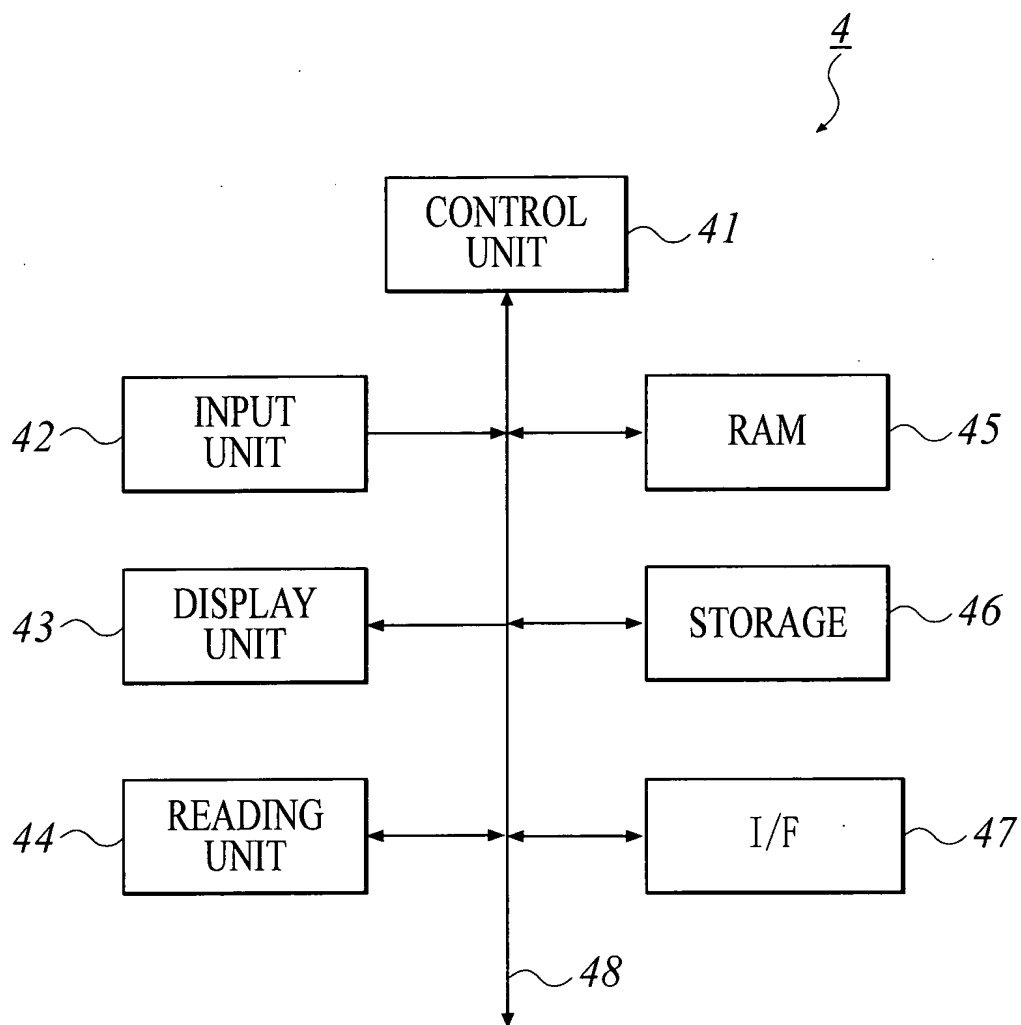 4
CONTROL
UNIT
41
INPUT
UNIT
42
RAM
45
DISPLAY
UNIT
43
STORAGE
46
READING
UNIT
44
I/F
47
48